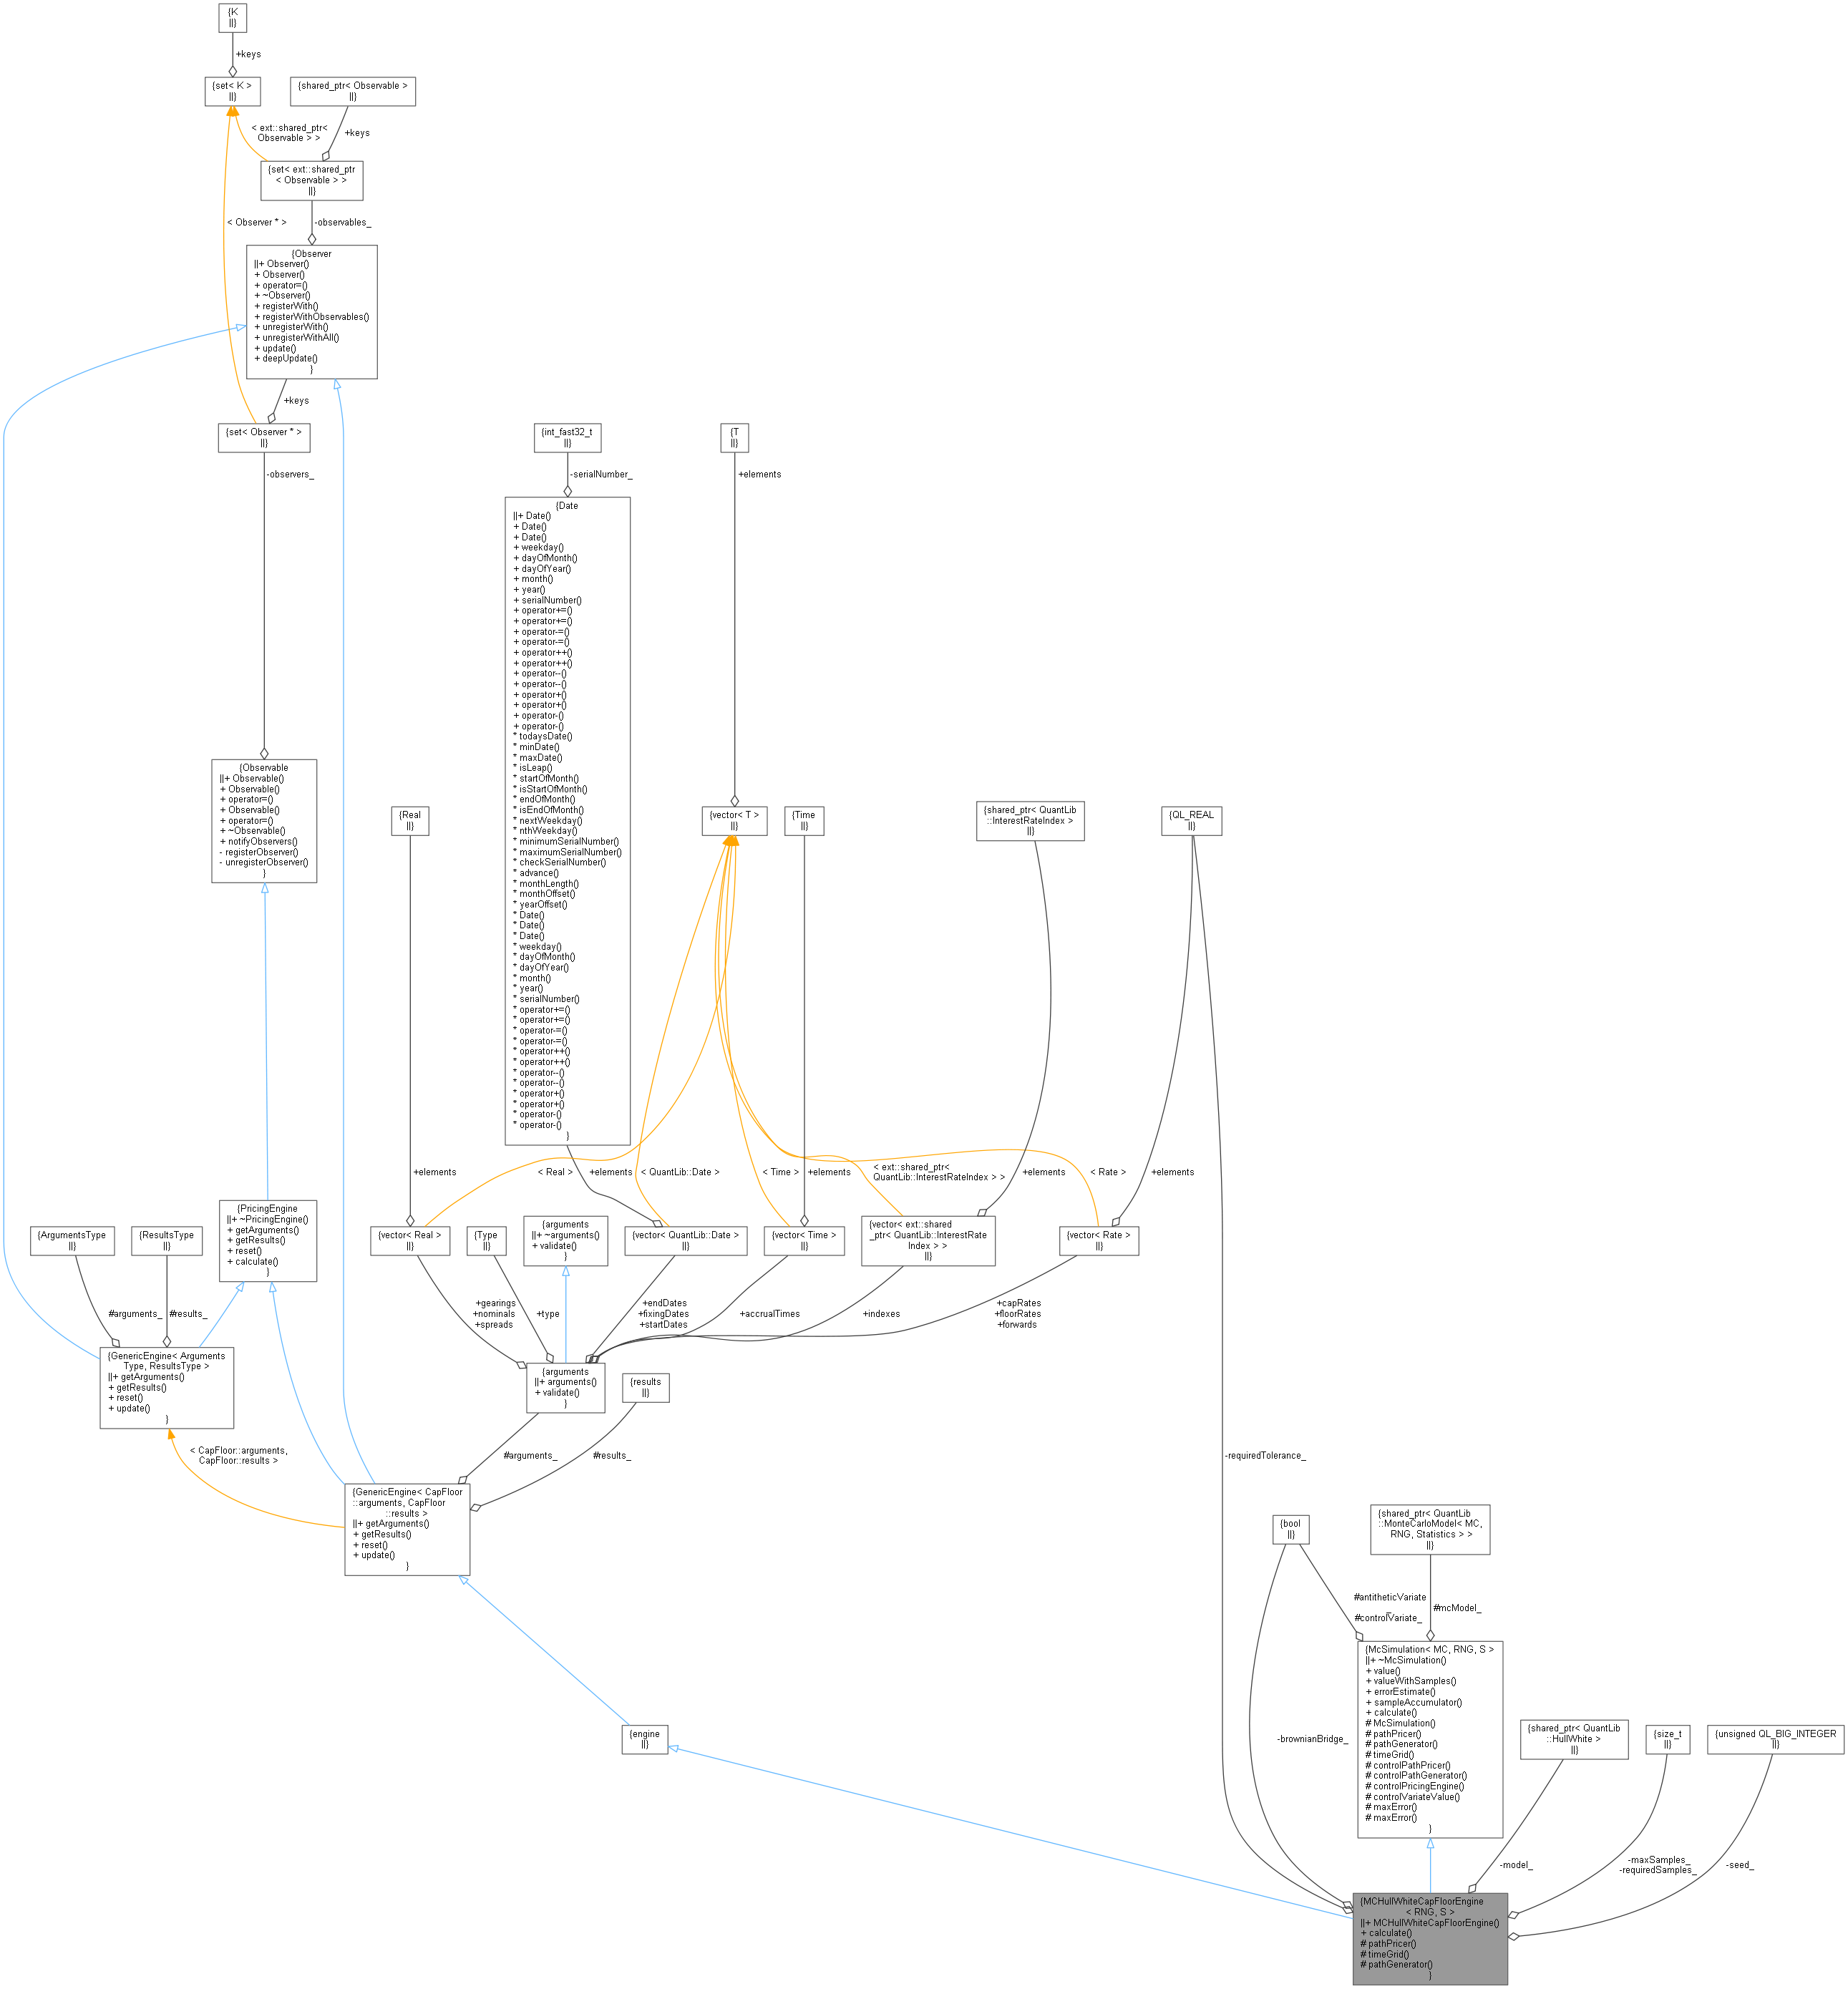 {K
||}
+keys
{set< K >
||}
{shared_ptr< Observable >
||}
< ext::shared_ptr<
Observable > >
+keys
{set< ext::shared_ptr
< Observable > >
||}
< Observer * >
-observables_
{Observer
||+ Observer()
+ Observer()
+ operator=()
+ ~Observer()
+ registerWith()
+ registerWithObservables()
+ unregisterWith()
+ unregisterWithAll()
+ update()
+ deepUpdate()
}
+keys
{set< Observer * >
||}
-observers_
{int_fast32_t
||}
-serialNumber_
{T
||}
+elements
{Date
||+ Date()
+ Date()
+ Date()
+ weekday()
+ dayOfMonth()
+ dayOfYear()
+ month()
+ year()
+ serialNumber()
+ operator+=()
+ operator+=()
+ operator-=()
+ operator-=()
+ operator++()
+ operator++()
+ operator--()
+ operator--()
+ operator+()
+ operator+()
+ operator-()
+ operator-()
* todaysDate()
* minDate()
* maxDate()
* isLeap()
* startOfMonth()
* isStartOfMonth()
* endOfMonth()
* isEndOfMonth()
* nextWeekday()
* nthWeekday()
* minimumSerialNumber()
* maximumSerialNumber()
* checkSerialNumber()
* advance()
* monthLength()
* monthOffset()
* yearOffset()
* Date()
* Date()
* Date()
* weekday()
* dayOfMonth()
* dayOfYear()
* month()
* year()
* serialNumber()
* operator+=()
* operator+=()
* operator-=()
* operator-=()
* operator++()
* operator++()
* operator--()
* operator--()
* operator+()
* operator+()
* operator-()
* operator-()
}
{Observable
||+ Observable()
+ Observable()
+ operator=()
+ Observable()
+ operator=()
+ ~Observable()
+ notifyObservers()
- registerObserver()
- unregisterObserver()
}
{Real
||}
{vector< T >
||}
{Time
||}
{shared_ptr< QuantLib
::InterestRateIndex >
||}
{QL_REAL
||}
+elements
< Real >
+elements
< QuantLib::Date >
< Time >
+elements
< ext::shared_ptr<
QuantLib::InterestRateIndex > >
+elements
< Rate >
+elements
{PricingEngine
||+ ~PricingEngine()
+ getArguments()
+ getResults()
+ reset()
+ calculate()
}
{ArgumentsType
||}
{ResultsType
||}
{vector< Real >
||}
{Type
||}
{arguments
||+ ~arguments()
+ validate()
}
{vector< QuantLib::Date >
||}
{vector< Time >
||}
{vector< ext::shared
_ptr< QuantLib::InterestRate
Index > >
||}
{vector< Rate >
||}
#arguments_
#results_
+gearings
+nominals
+spreads
+type
+endDates
+fixingDates
+startDates
+accrualTimes
+indexes
+capRates
+floorRates
+forwards
{GenericEngine< Arguments
Type, ResultsType >
||+ getArguments()
+ getResults()
+ reset()
+ update()
}
{arguments
||+ arguments()
+ validate()
}
{results
||}
< CapFloor::arguments,
CapFloor::results >
#arguments_
#results_
-requiredTolerance_
{GenericEngine< CapFloor
::arguments, CapFloor
::results >
||+ getArguments()
+ getResults()
+ reset()
+ update()
}
{bool
||}
{shared_ptr< QuantLib
::MonteCarloModel< MC,
RNG, Statistics > >
||}
#antitheticVariate
_
#controlVariate_
#mcModel_
{McSimulation< MC, RNG, S >
||+ ~McSimulation()
+ value()
+ valueWithSamples()
+ errorEstimate()
+ sampleAccumulator()
+ calculate()
# McSimulation()
# pathPricer()
# pathGenerator()
# timeGrid()
# controlPathPricer()
# controlPathGenerator()
# controlPricingEngine()
# controlVariateValue()
# maxError()
# maxError()
}
{engine
||}
-brownianBridge_
{shared_ptr< QuantLib
::HullWhite >
||}
{size_t
||}
{unsigned QL_BIG_INTEGER
||}
-model_
-maxSamples_
-requiredSamples_
-seed_
{MCHullWhiteCapFloorEngine
< RNG, S >
||+ MCHullWhiteCapFloorEngine()
+ calculate()
# pathPricer()
# timeGrid()
# pathGenerator()
}